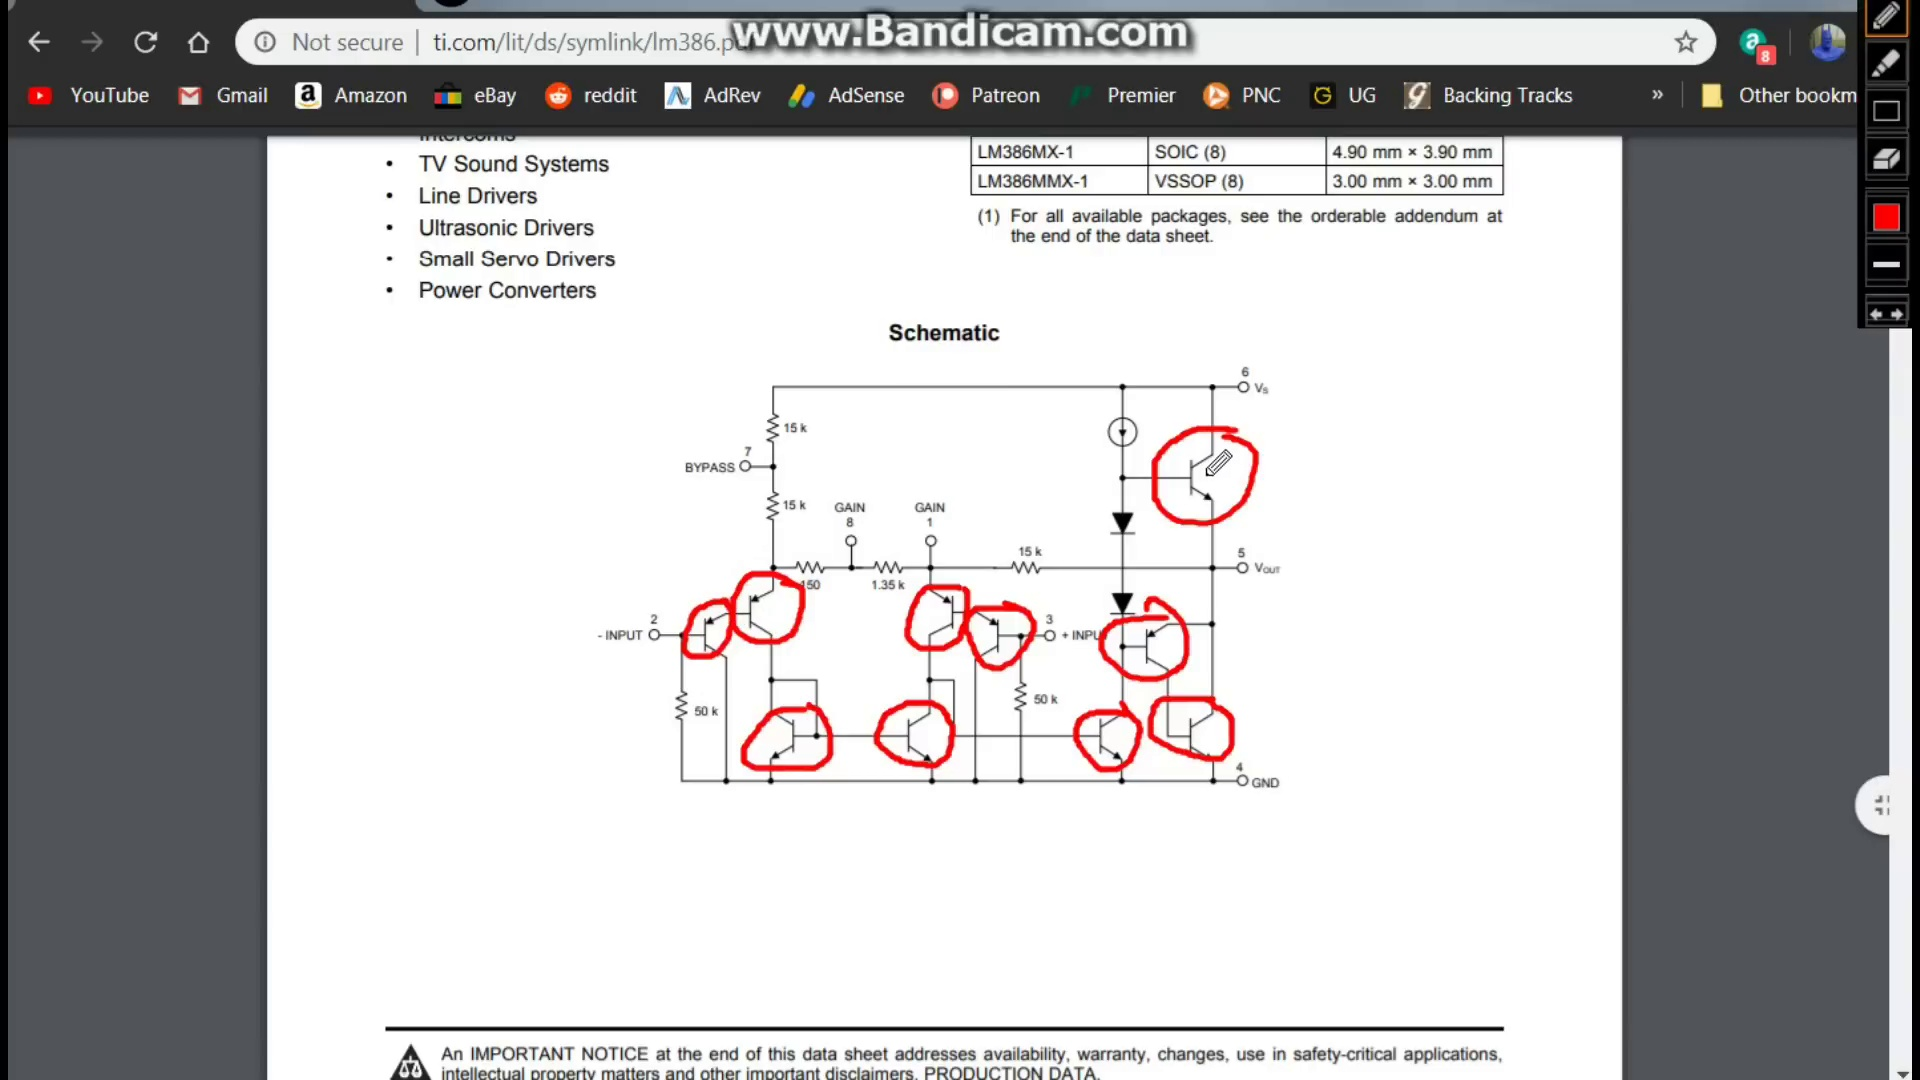 www.Bandicam.com
Not secure
ti.com/lit/ds/symlink/lm386.p
8
YouTube
Gmail
Amazon
eBay
reddit
AdRev
AdSense
Patreon
Premier
PNC
UG
Backing Tracks
»
Other bookm
Intercoms
• TV Sound Systems
• Line Drivers
• Ultrasonic Drivers
• Small Servo Drivers
• Power Converters
LM386MX-1 SOIC (8) 4.90 mm × 3.90 mm
LM386MMX-1 VSSOP (8) 3.00 mm × 3.00 mm
(1) For all available packages, see the orderable addendum at
the end of the data sheet.
Schematic
6
VS
15 k
7
BYPASS
15 k
GAIN
8
GAIN
1
15 k
5
VOUT
150
1.35 k
2
- INPUT
3
+ INPU
50 k
50 k
4
GND
An IMPORTANT NOTICE at the end of this data sheet addresses availability, warranty, changes, use in safety-critical applications,
intellectual property matters and other important disclaimers. PRODUCTION DATA.